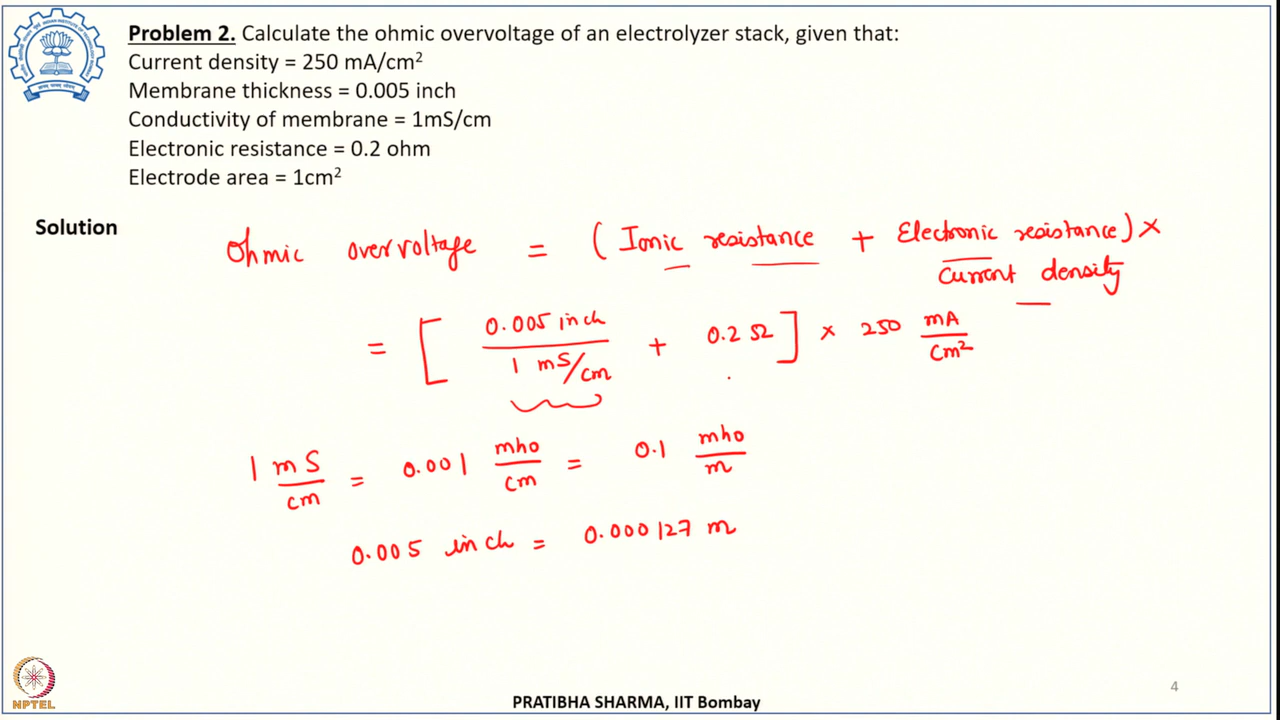 Problem 2. Calculate the ohmic overvoltage of an electrolyzer stack, given that:
Current density = 250 mA/cm²
Membrane thickness = 0.005 inch
Conductivity of membrane = 1mS/cm
Electronic resistance = 0.2 ohm
Electrode area = 1cm²
Solution
Ohmic overvoltage = (Ionic resistance + Electronic resistance) ×
Current density
= [ 0.005 inch / 1 mS/cm + 0.2 Ω ] × 250 mA/cm²
1 mS/cm = 0.001 mho/cm = 0.1 mho/m
0.005 inch = 0.000127 m
4
NPTEL
PRATIBHA SHARMA, IIT Bombay